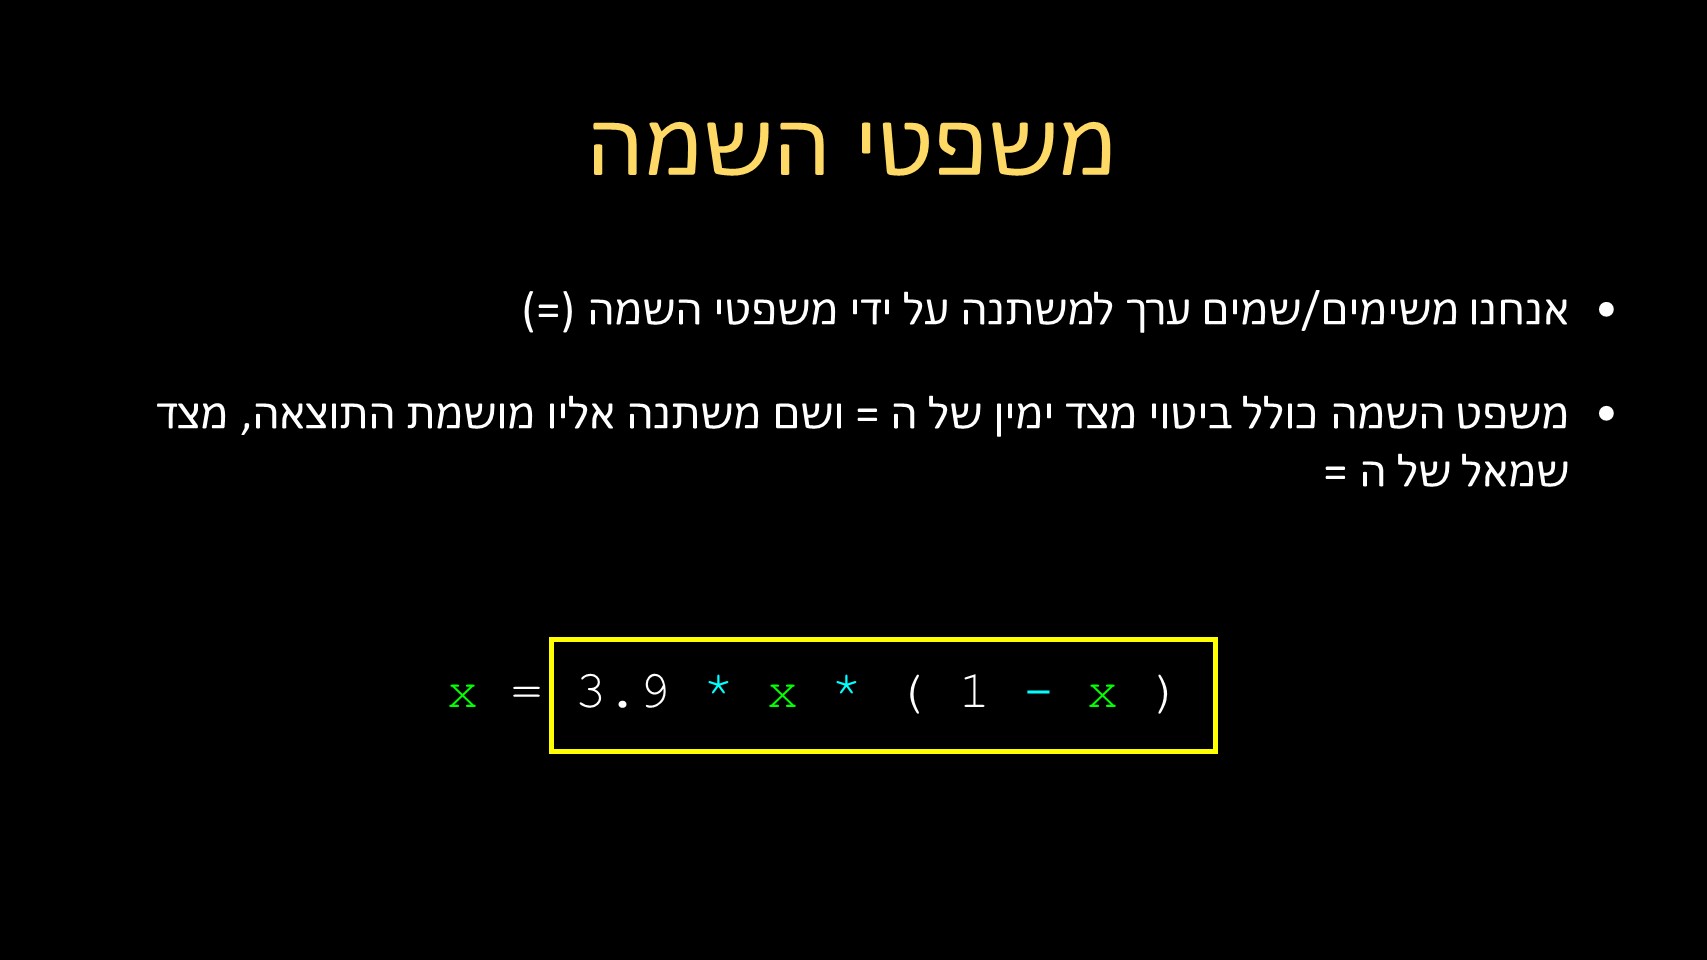 משפטי השמה
• אנחנו משימים/שמים ערך למשתנה על ידי משפטי השמה (=)
• משפט השמה כולל ביטוי מצד ימין של ה = ושם משתנה אליו מושמת התוצאה, מצד
שמאל של ה =
x = 3.9 * x * ( 1 - x )